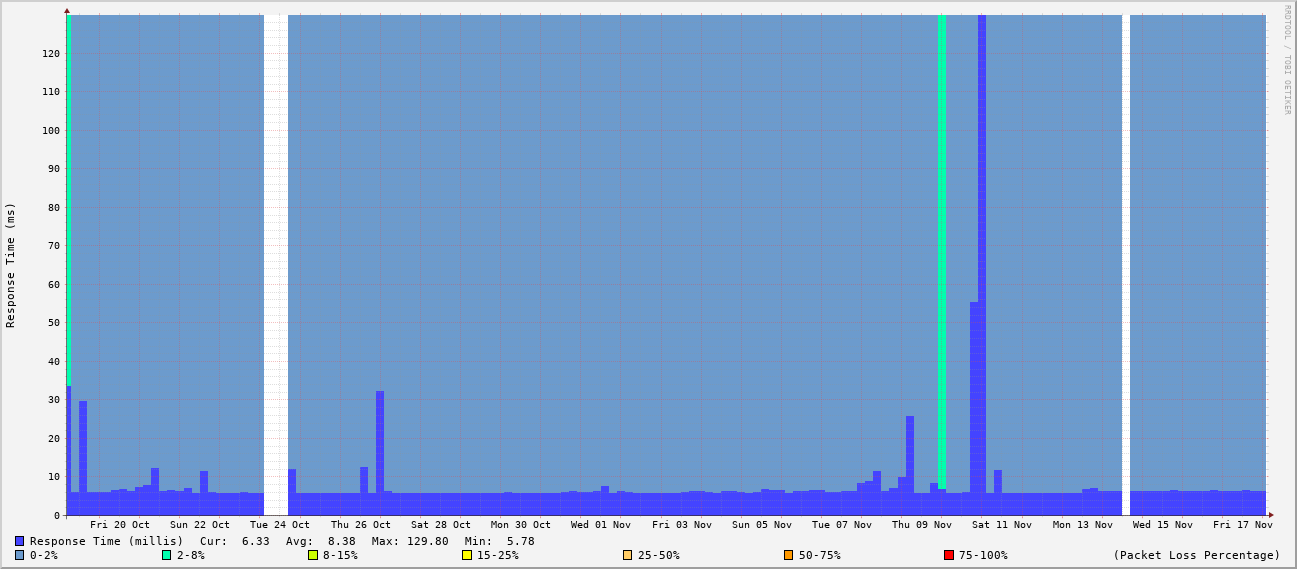 RRDTOOL / TOBI OETIKER
Response Time (ms)
120
110
100
90
80
70
60
50
40
30
20
10
0
Fri 20 Oct Sun 22 Oct Tue 24 Oct Thu 26 Oct Sat 28 Oct Mon 30 Oct Wed 01 Nov Fri 03 Nov Sun 05 Nov Tue 07 Nov Thu 09 Nov Sat 11 Nov Mon 13 Nov Wed 15 Nov Fri 17 Nov
Response Time (millis) Cur: 6.33 Avg: 8.38 Max: 129.80 Min: 5.78
0-2% 2-8% 8-15% 15-25% 25-50% 50-75% 75-100% (Packet Loss Percentage)